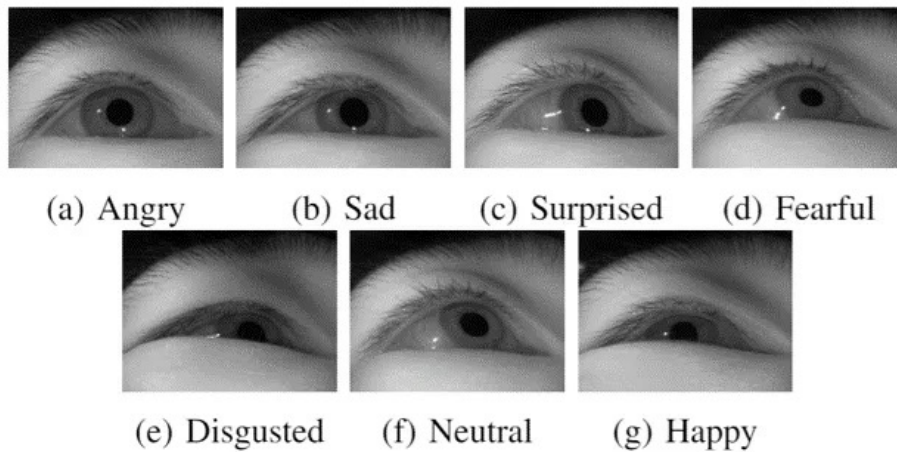 (a) Angry (b) Sad (c) Surprised (d) Fearful
(e) Disgusted (f) Neutral (g) Happy